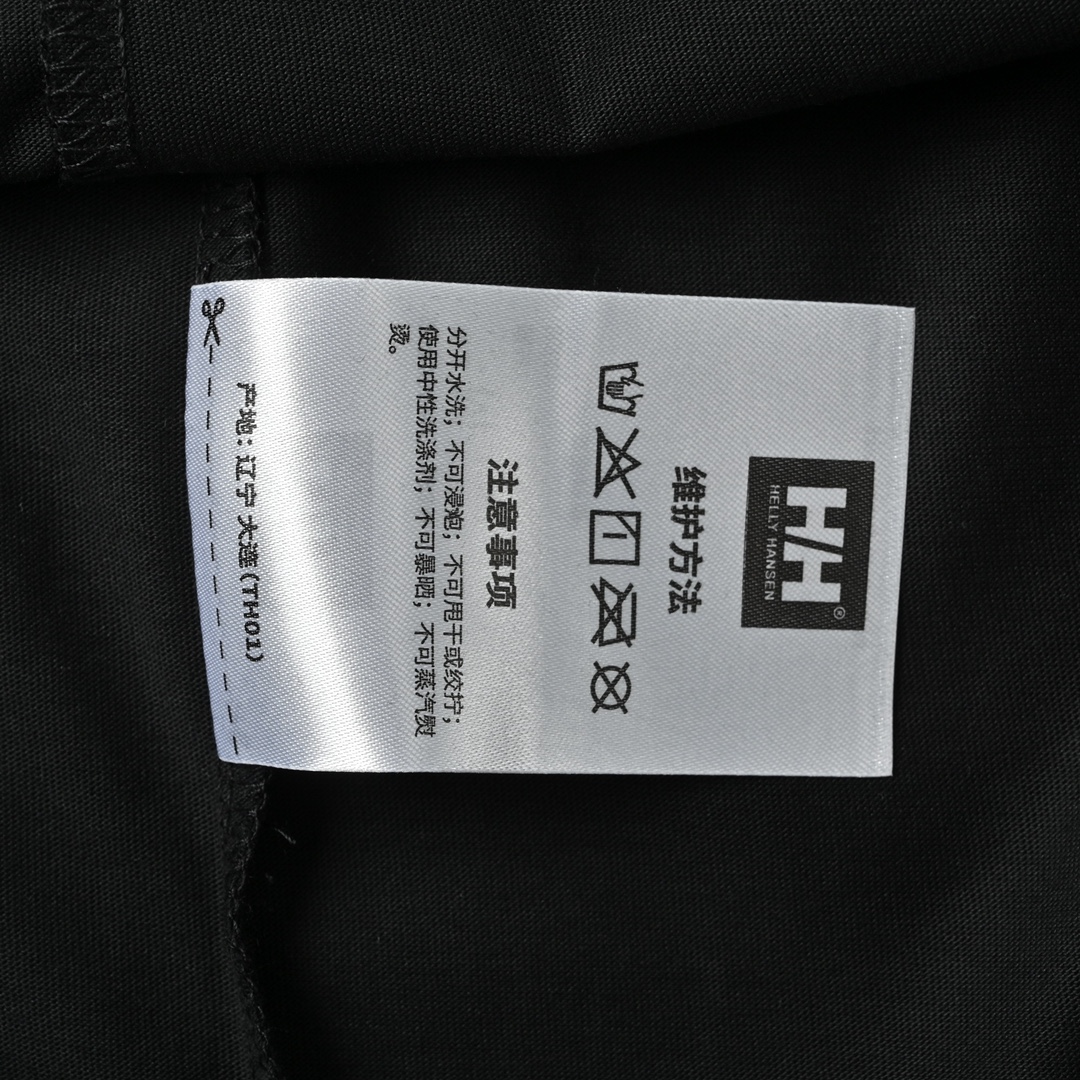 H/H®
HELLY HANSEN
维护方法
注意事项
分开水洗；不可浸泡；不可甩干或绞拧；
使用中性洗涤剂；不可暴晒；不可蒸汽熨
烫。
产地：辽宁 大连(TH01)